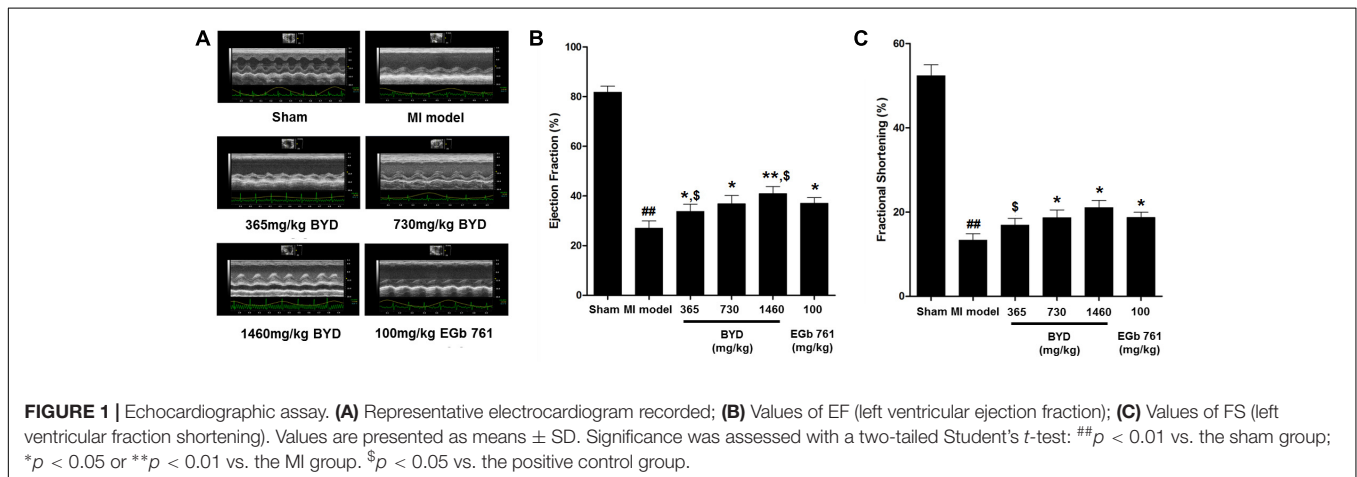 A
Sham
MI model
365mg/kg BYD
730mg/kg BYD
1460mg/kg BYD
100mg/kg EGb 761
B
Ejection Fraction (%)
100
80
60
40
20
0
##
*,$
*
**,$
*
Sham MI model 365 730 1460 100
BYD
(mg/kg)
EGb 761
(mg/kg)
C
Fractional Shortening (%)
60
40
20
0
##
$
*
*
*
Sham MI model 365 730 1460 100
BYD
(mg/kg)
EGb 761
(mg/kg)
FIGURE 1 | Echocardiographic assay. (A) Representative electrocardiogram recorded; (B) Values of EF (left ventricular ejection fraction); (C) Values of FS (left
ventricular fraction shortening). Values are presented as means ± SD. Significance was assessed with a two-tailed Student's t-test: ##p < 0.01 vs. the sham group;
*p < 0.05 or **p < 0.01 vs. the MI group. $p < 0.05 vs. the positive control group.